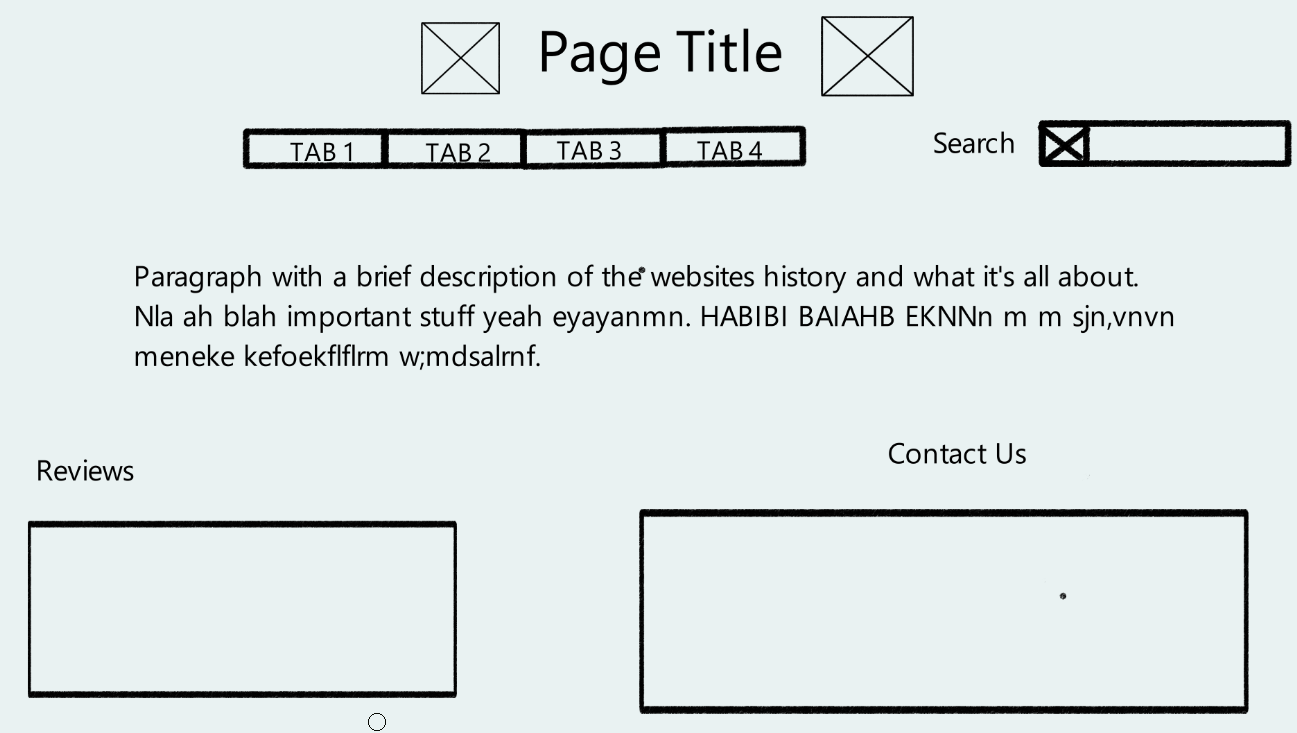 Page Title
TAB 1 TAB 2 TAB 3 TAB 4
Search
Paragraph with a brief description of the websites history and what it's all about.
Nla ah blah important stuff yeah eyayanmn. HABIBI BAIAHB EKNNn m m sjn,vnvn
meneke kefoekflflrm w;mdsalrnf.
Reviews
Contact Us